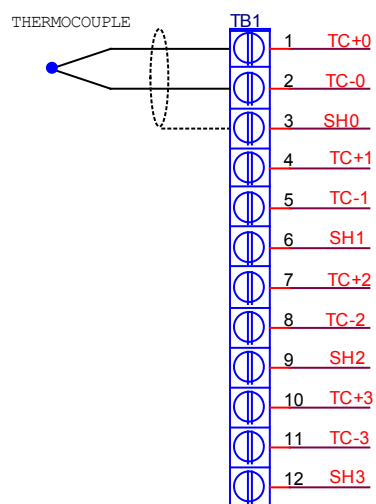 THERMOCOUPLE
TB1
1 TC+0
2 TC-0
3 SH0
4 TC+1
5 TC-1
6 SH1
7 TC+2
8 TC-2
9 SH2
10 TC+3
11 TC-3
12 SH3